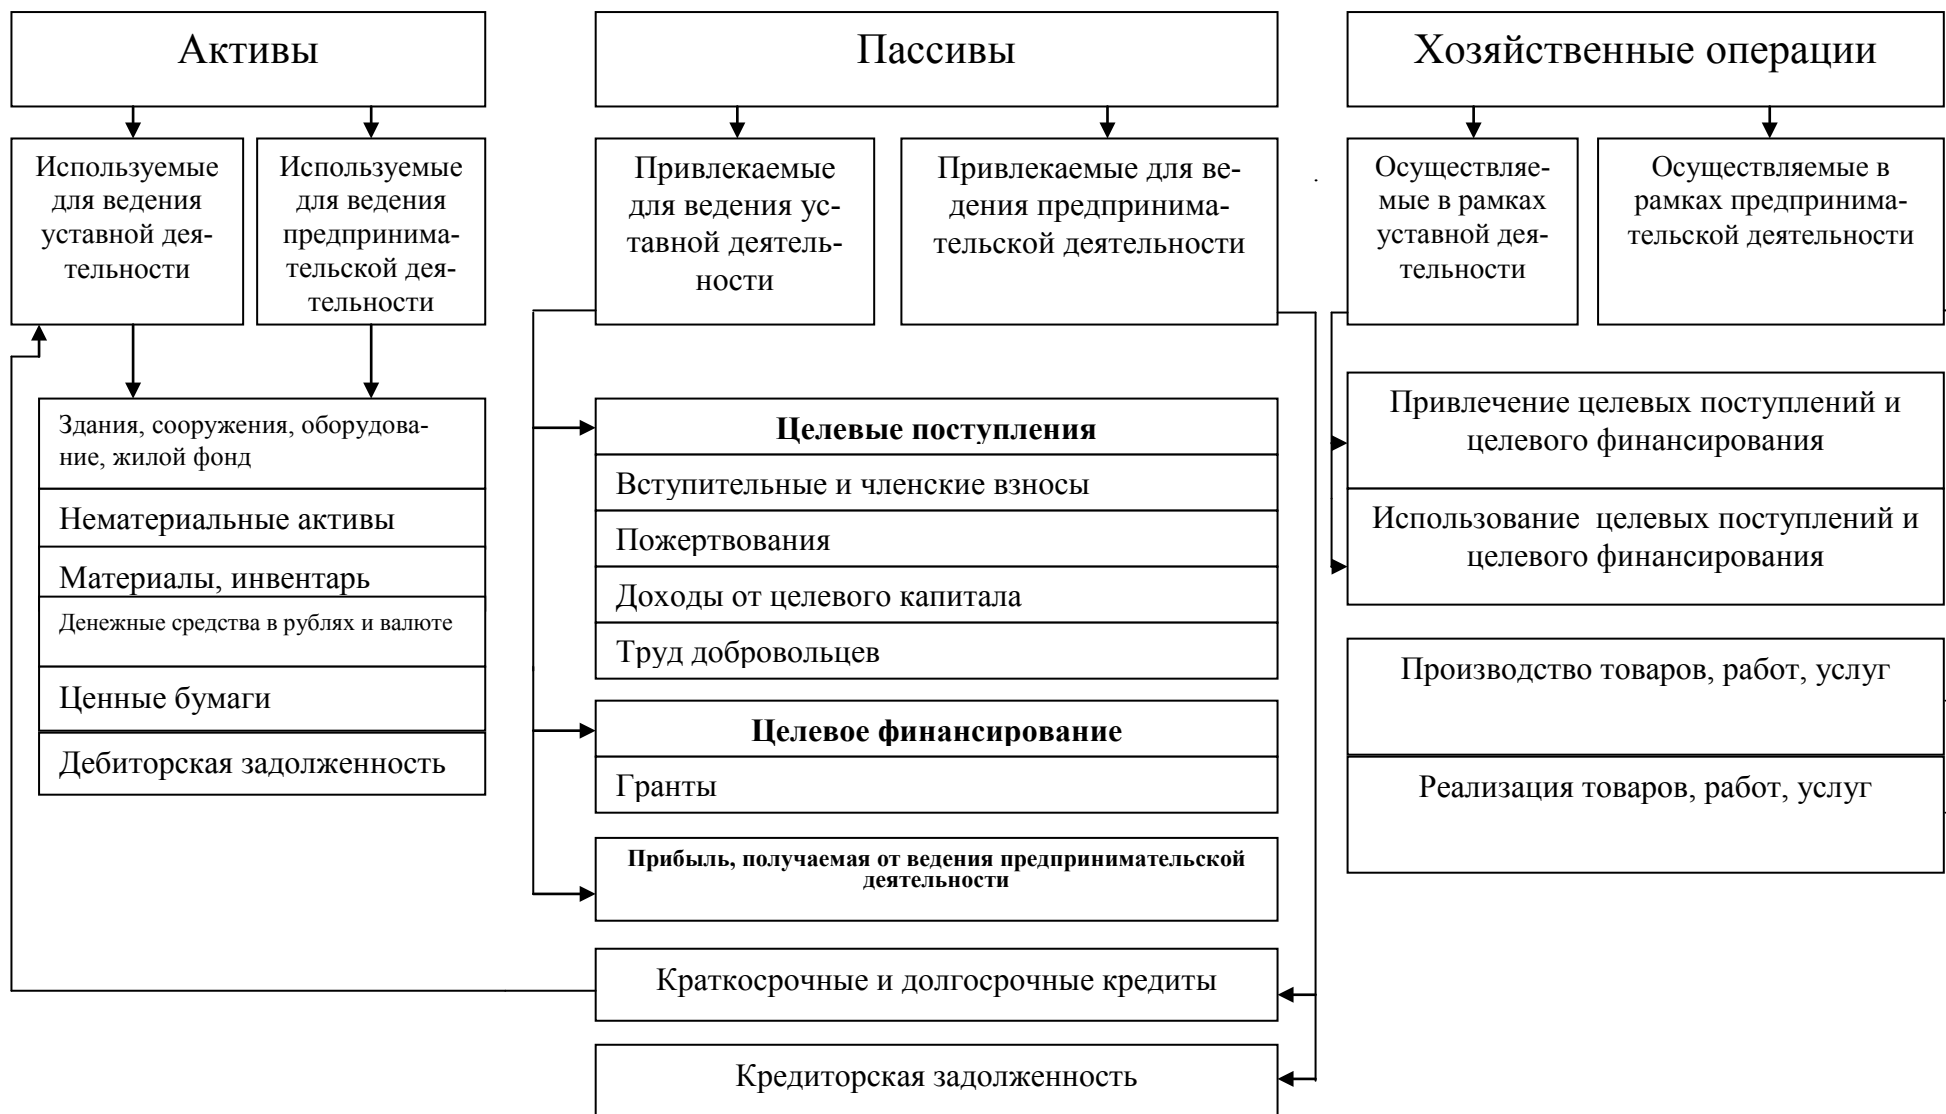 Активы
Пассивы
Хозяйственные операции
Используемые
для ведения
уставной дея-
тельности
Используемые
для ведения
предпринима-
тельской дея-
тельности
Привлекаемые
для ведения ус-
тавной деятель-
ности
Привлекаемые для ве-
дения предпринима-
тельской деятельности
Осуществляе-
мые в рамках
уставной дея-
тельности
Осуществляемые в
рамках предпринима-
тельской деятельности
Здания, сооружения, оборудова-
ние, жилой фонд
Нематериальные активы
Материалы, инвентарь
Денежные средства в рублях и валюте
Ценные бумаги
Дебиторская задолженность
Целевые поступления
Вступительные и членские взносы
Пожертвования
Доходы от целевого капитала
Труд добровольцев
Целевое финансирование
Гранты
Прибыль, получаемая от ведения предпринимательской
деятельности
Краткосрочные и долгосрочные кредиты
Кредиторская задолженность
Привлечение целевых поступлений и
целевого финансирования
Использование целевых поступлений и
целевого финансирования
Производство товаров, работ, услуг
Реализация товаров, работ, услуг